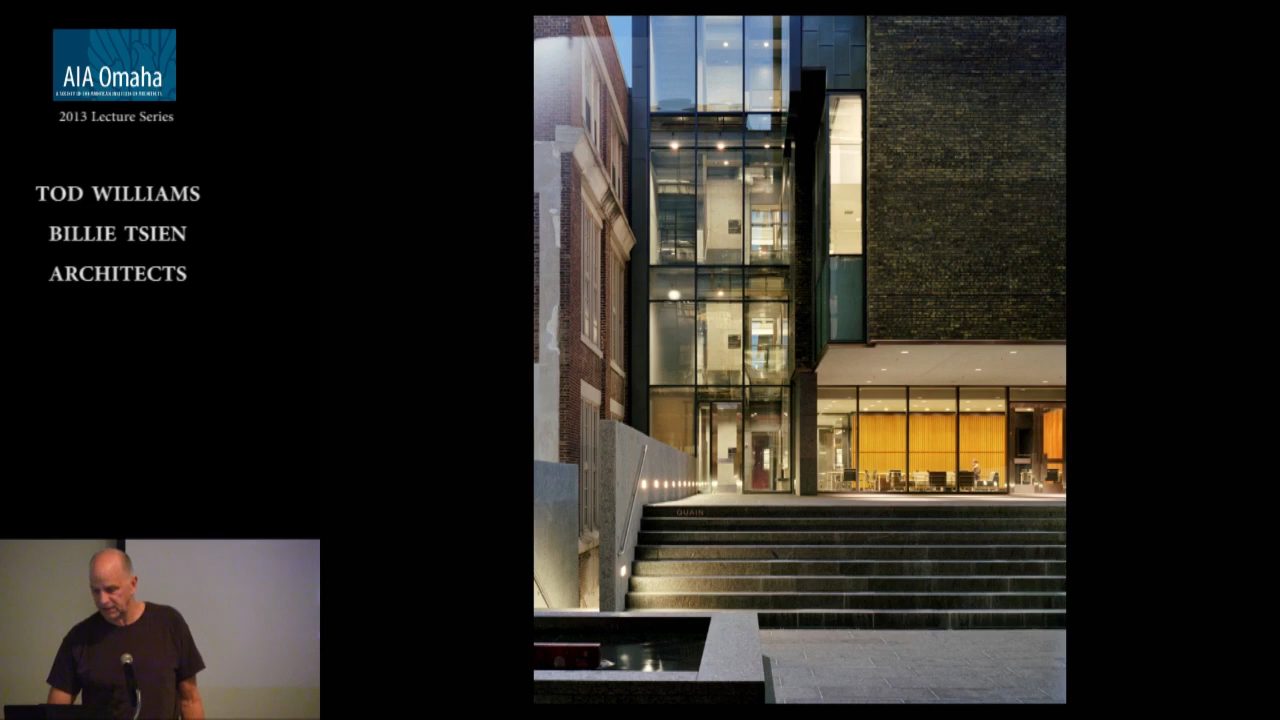 AIA Omaha
A SOCIETY OF THE AMERICAN INSTITUTE OF ARCHITECTS
2013 Lecture Series
TOD WILLIAMS
BILLIE TSIEN
ARCHITECTS
QUAIN